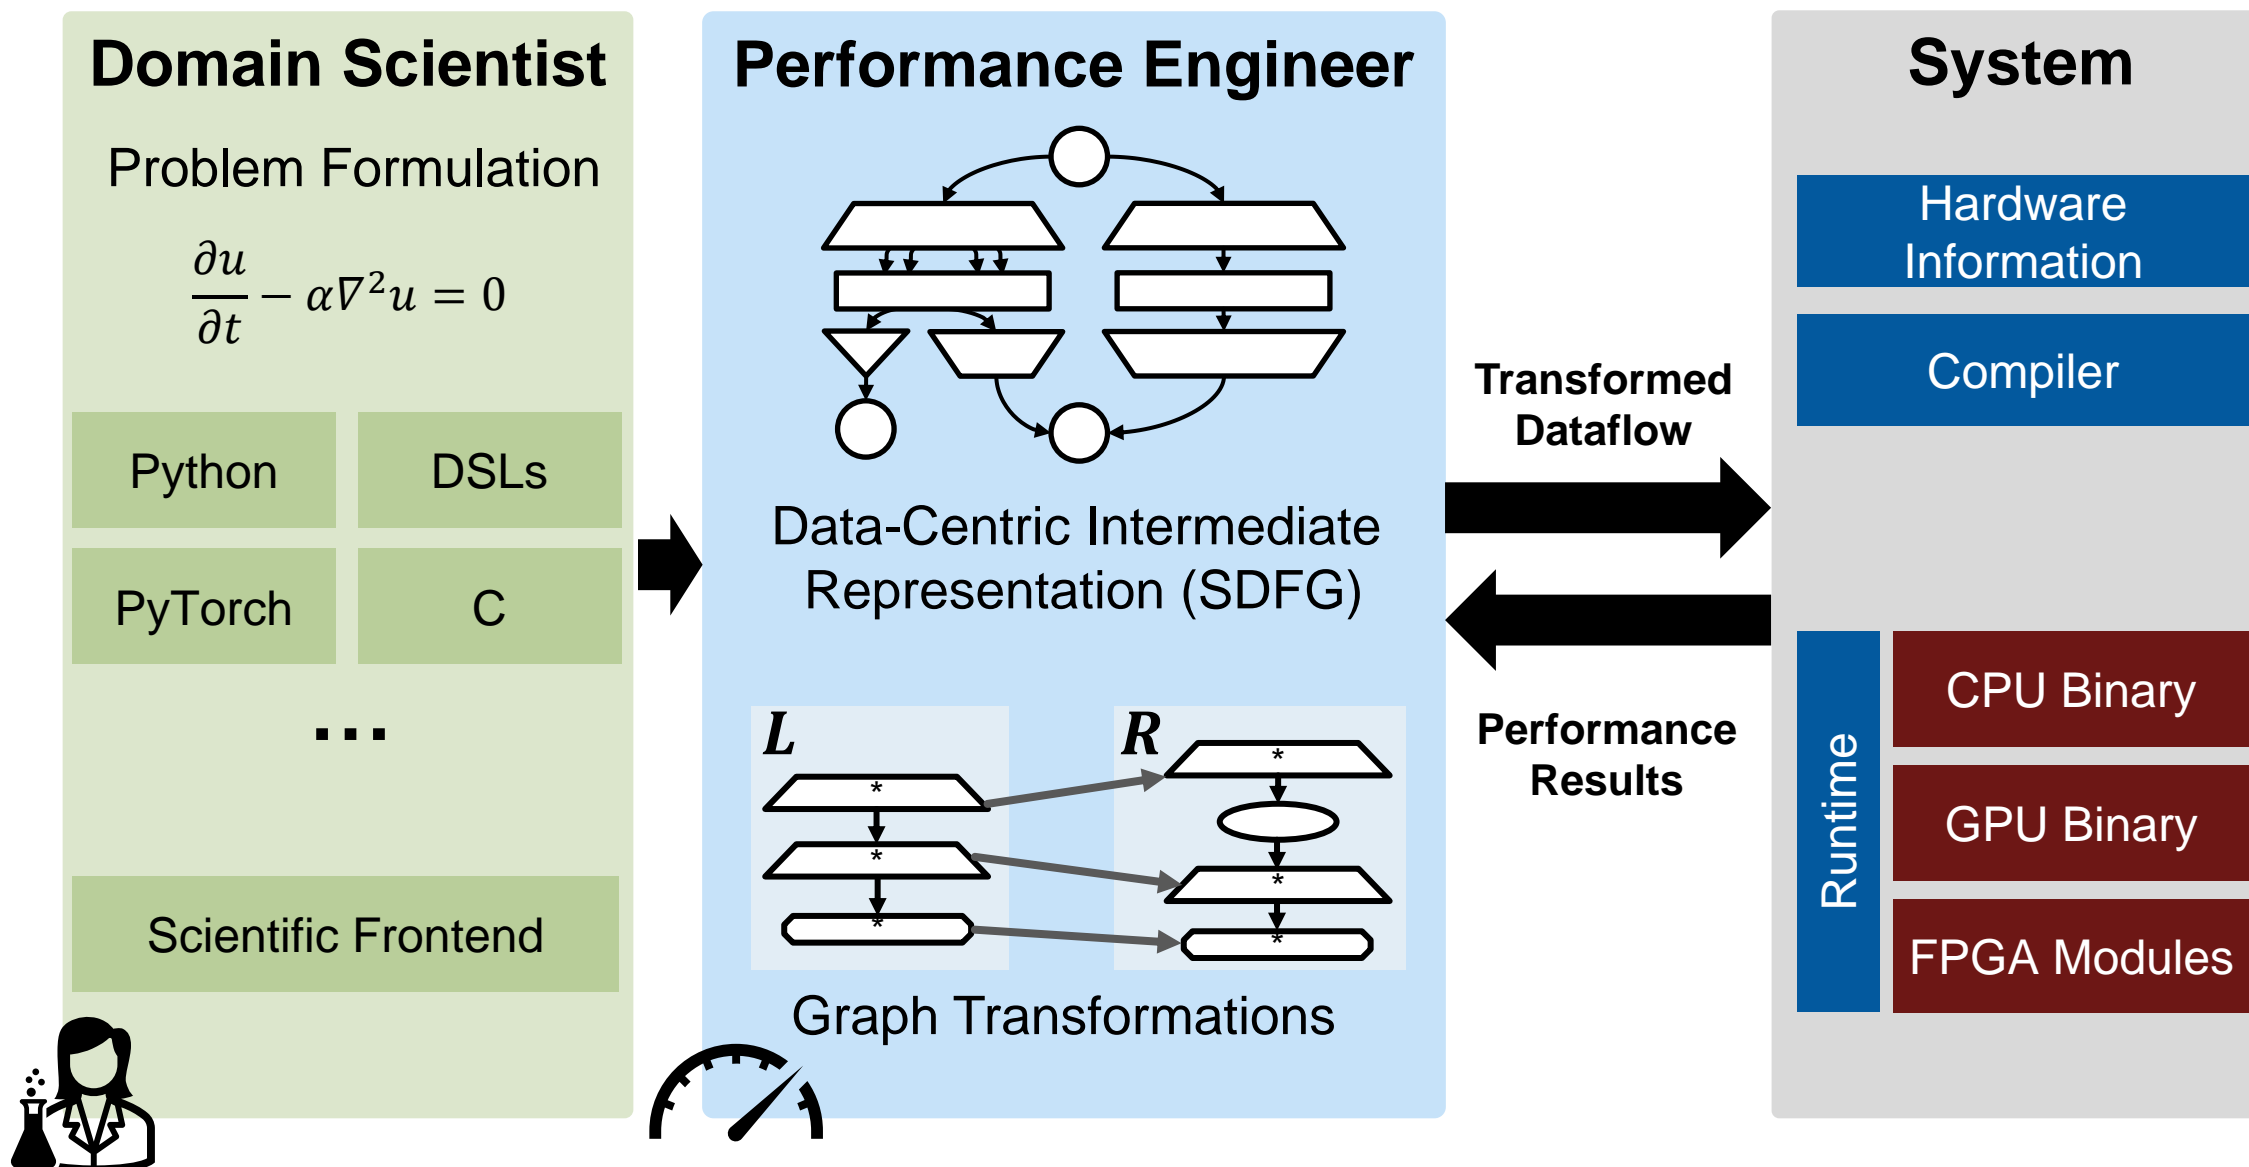 Domain Scientist
Problem Formulation
∂u/∂t − α∇²u = 0
Python
DSLs
PyTorch
C
...
Scientific Frontend
Performance Engineer
Data-Centric Intermediate
Representation (SDFG)
L
R
*
*
*
*
*
*
Graph Transformations
Transformed
Dataflow
Performance
Results
System
Hardware
Information
Compiler
Runtime
CPU Binary
GPU Binary
FPGA Modules